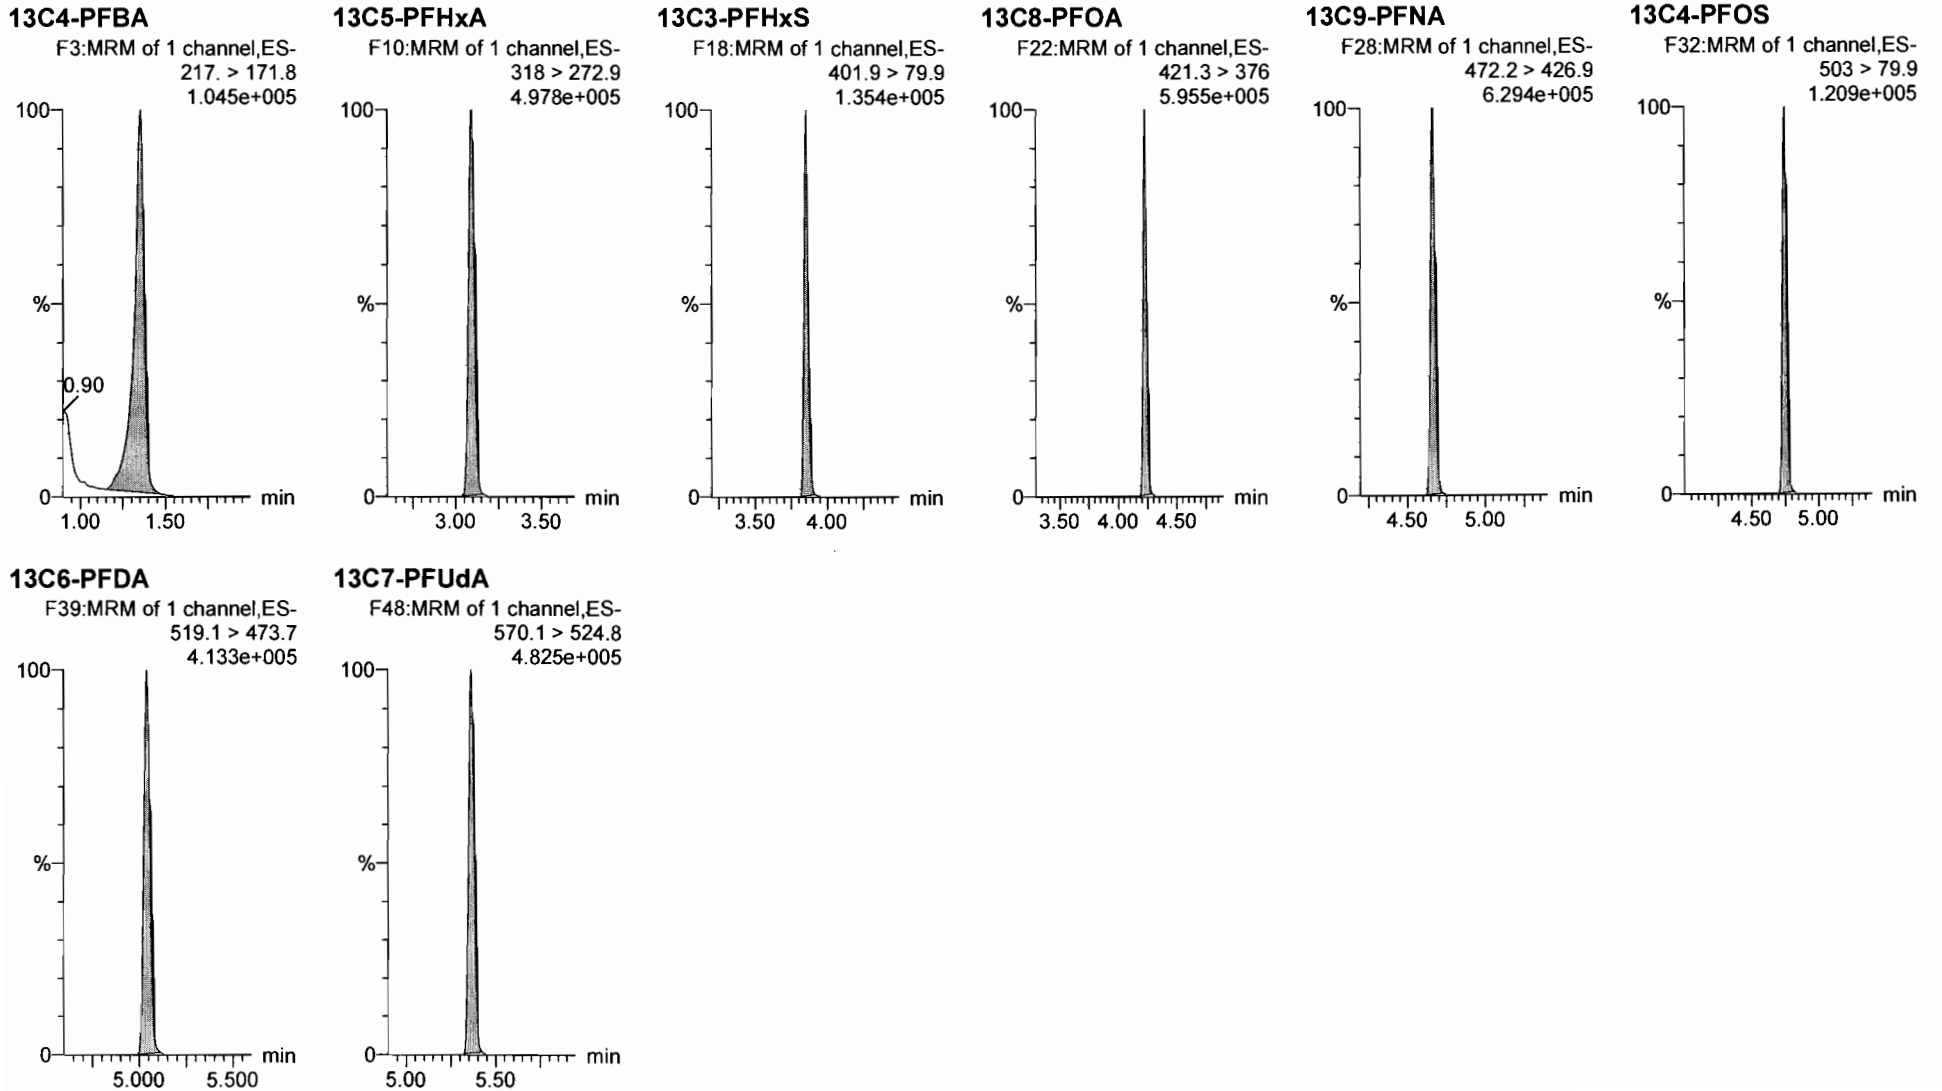 13C4-PFBA
F3:MRM of 1 channel,ES-
217. > 171.8
1.045e+005
100
%
0.90
0
min
1.00 1.50
13C5-PFHxA
F10:MRM of 1 channel,ES-
318 > 272.9
4.978e+005
100
%
0
min
3.00 3.50
13C3-PFHxS
F18:MRM of 1 channel,ES-
401.9 > 79.9
1.354e+005
100
%
0
min
3.50 4.00
13C8-PFOA
F22:MRM of 1 channel,ES-
421.3 > 376
5.955e+005
100
%
0
min
3.50 4.00 4.50
13C9-PFNA
F28:MRM of 1 channel,ES-
472.2 > 426.9
6.294e+005
100
%
0
min
4.50 5.00
13C4-PFOS
F32:MRM of 1 channel,ES-
503 > 79.9
1.209e+005
100
%
0
min
4.50 5.00
13C6-PFDA
F39:MRM of 1 channel,ES-
519.1 > 473.7
4.133e+005
100
%
0
min
5.000 5.500
13C7-PFUdA
F48:MRM of 1 channel,ES-
570.1 > 524.8
4.825e+005
100
%
0
min
5.00 5.50